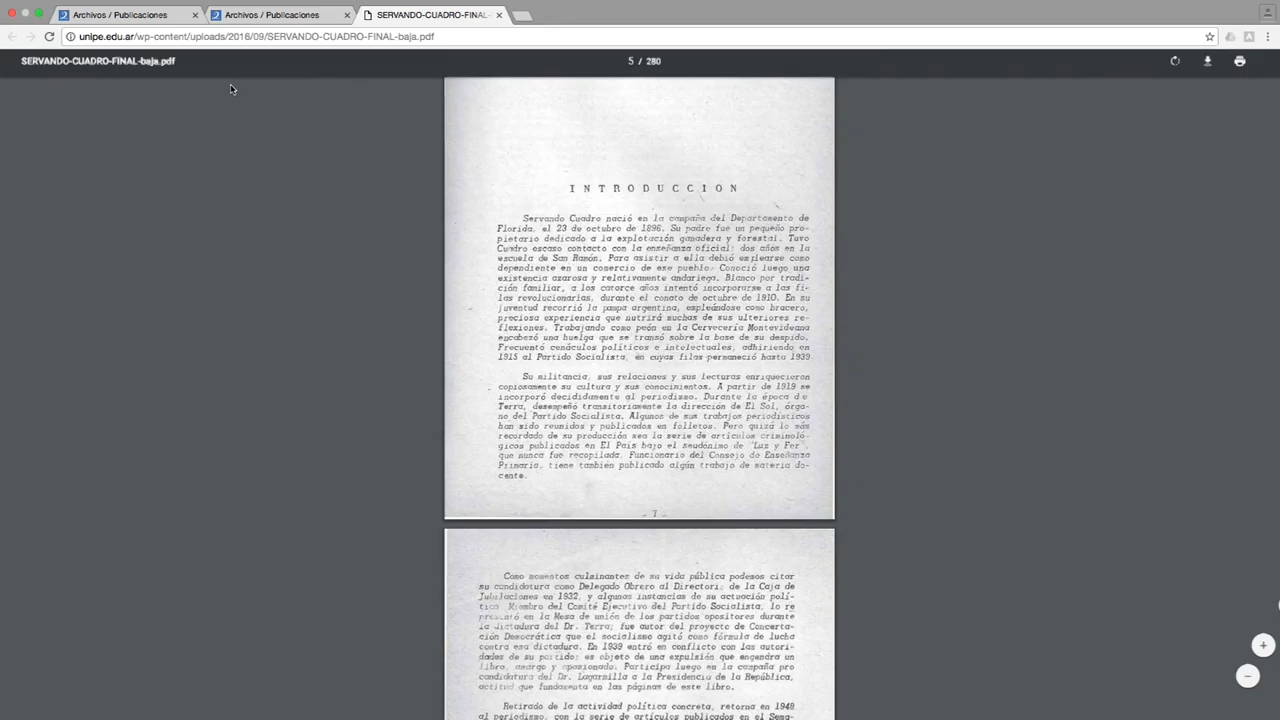 Archivos / Publicaciones
Archivos / Publicaciones
SERVANDO-CUADRO-FINAL-
unipe.edu.ar/wp-content/uploads/2016/09/SERVANDO-CUADRO-FINAL-baja.pdf
SERVANDO-CUADRO-FINAL-baja.pdf
5 / 280
INTRODUCCION
Servando Cuadro nació en la campaña del Departamento de
Florida, el 23 de octubre de 1896. Su padre fue un pequeño pro-
pietario dedicado a la explotación ganadera y forestal. Tuvo
Cuadro escaso contacto con la enseñanza oficial: dos años en la
escuela de San Ramón. Para asistir a ella debió emplearse como
dependiente en un comercio de ese pueblo. Conoció luego una
existencia azarosa y relativamente andariega. Blanco por tradi-
ción familiar, a los catorce años intentó incorporarse a las fi-
las revolucionarias, durante el conato de octubre de 1910. En su
juventud recorrió la pampa argentina, empleándose como bracero,
preciosa experiencia que nutrirá muchas de sus ulteriores re-
flexiones. Trabajando como peón en la Cervecería Montevideana
encabezó una huelga que se transó sobre la base de su despido.
Frecuentó cenáculos políticos e intelectuales, adhiriendo en
1915 al Partido Socialista, en cuyas filas permaneció hasta 1939
Su militancia, sus relaciones y sus lecturas enriquecieron
copiosamente su cultura y sus conocimientos. A partir de 1919 se
incorporó decididamente al periodismo. Durante la época de
Terra, desempeñó transitoriamente la dirección de El Sol, órga-
no del Partido Socialista. Algunos de sus trabajos periodísticos
han sido reunidos y publicados en folletos. Pero quizá lo más
recordado de su producción sea la serie de artículos criminoló-
gicos publicados en El País bajo el seudónimo de "Luz y Fer",
que nunca fue recopilada. Funcionario del Consejo de Enseñanza
Primaria, tiene también publicado algún trabajo de materia do-
cente.
- 7 -
Como momentos culminantes de su vida pública podemos citar
su candidatura como Delegado Obrero al Directorio de la Caja de
Jubilaciones en 1932, y algunas instancias de su actuación polí-
tica. Miembro del Comité Ejecutivo del Partido Socialista, lo re
presentó en la Mesa de unión de los partidos opositores durante
la dictadura del Dr. Terra; fue autor del proyecto de Concerta-
ción Democrática que el socialismo agitó como fórmula de lucha
contra esa dictadura. En 1939 entró en conflicto con las autori-
dades de su partido; es objeto de una expulsión que engendra un
libro, amargo y apasionado. Participa luego en la campaña pro
candidatura del Dr. Lagarmilla a la Presidencia de la República,
actitud que fundamenta en las páginas de este libro.
Retirado de la actividad política concreta, retorna en 1948
al periodismo, con la serie de artículos publicados en el Sema-